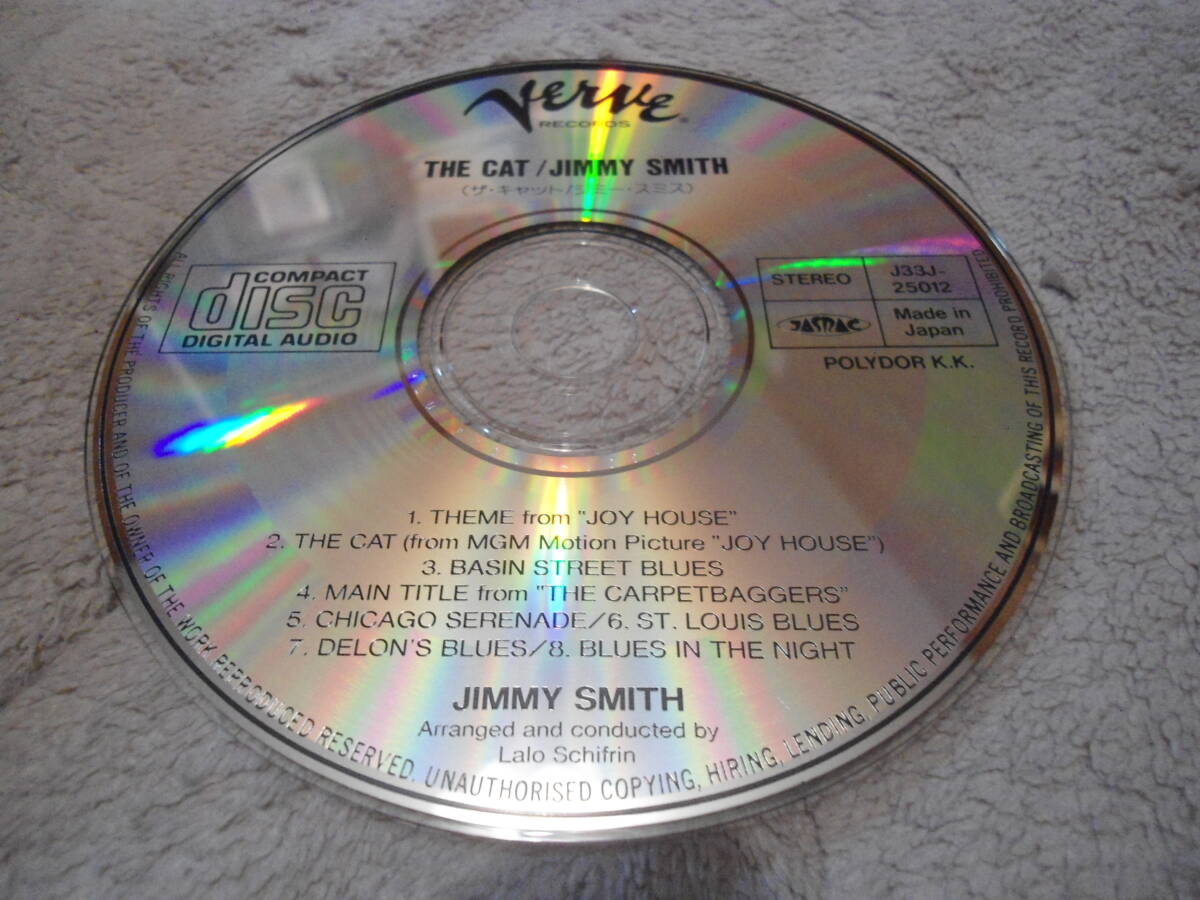 Verve
RECORDS
THE CAT / JIMMY SMITH
(ザ・キャット/ジミー・スミス)
COMPACT
disc
DIGITAL AUDIO
STEREO
J33J-
25012
JASRAC
Made in
Japan
POLYDOR K.K.
1. THEME from "JOY HOUSE"
2. THE CAT (from MGM Motion Picture "JOY HOUSE")
3. BASIN STREET BLUES
4. MAIN TITLE from "THE CARPETBAGGERS"
5. CHICAGO SERENADE/6. ST. LOUIS BLUES
7. DELON'S BLUES/8. BLUES IN THE NIGHT
JIMMY SMITH
Arranged and conducted by
Lalo Schifrin
ALL RIGHTS OF THE PRODUCER AND OF THE OWNER OF THE WORK REPRODUCED RESERVED. UNAUTHORISED COPYING, HIRING, LENDING, PUBLIC PERFORMANCE AND BROADCASTING OF THIS RECORD PROHIBITED